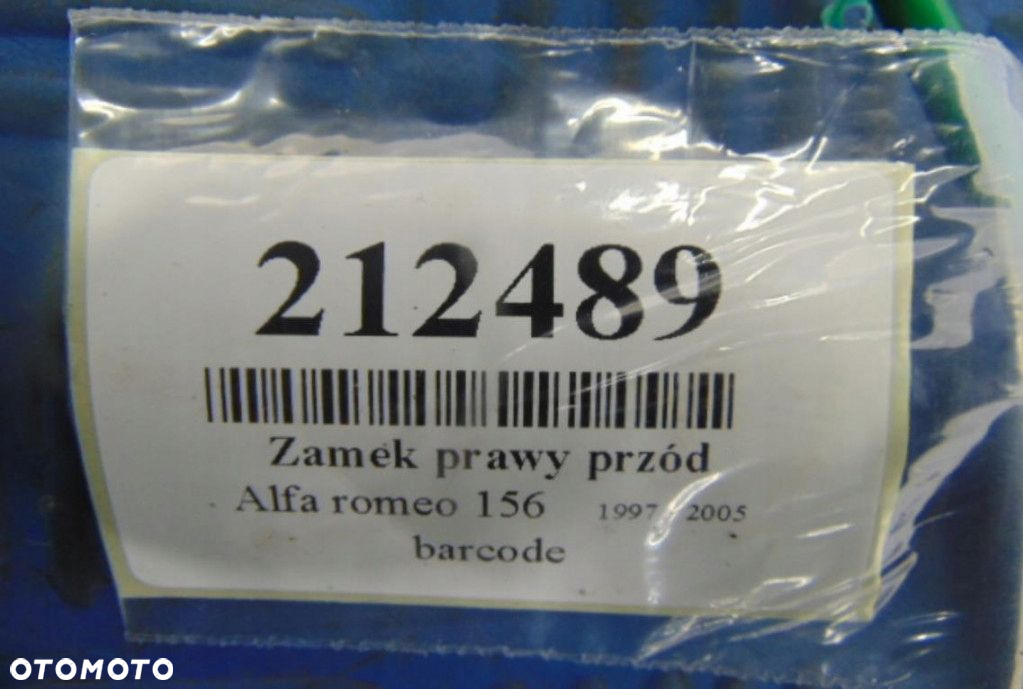 212489
Zamek prawy przód
Alfa romeo 156 1997 2005
barcode
OTOMOTO